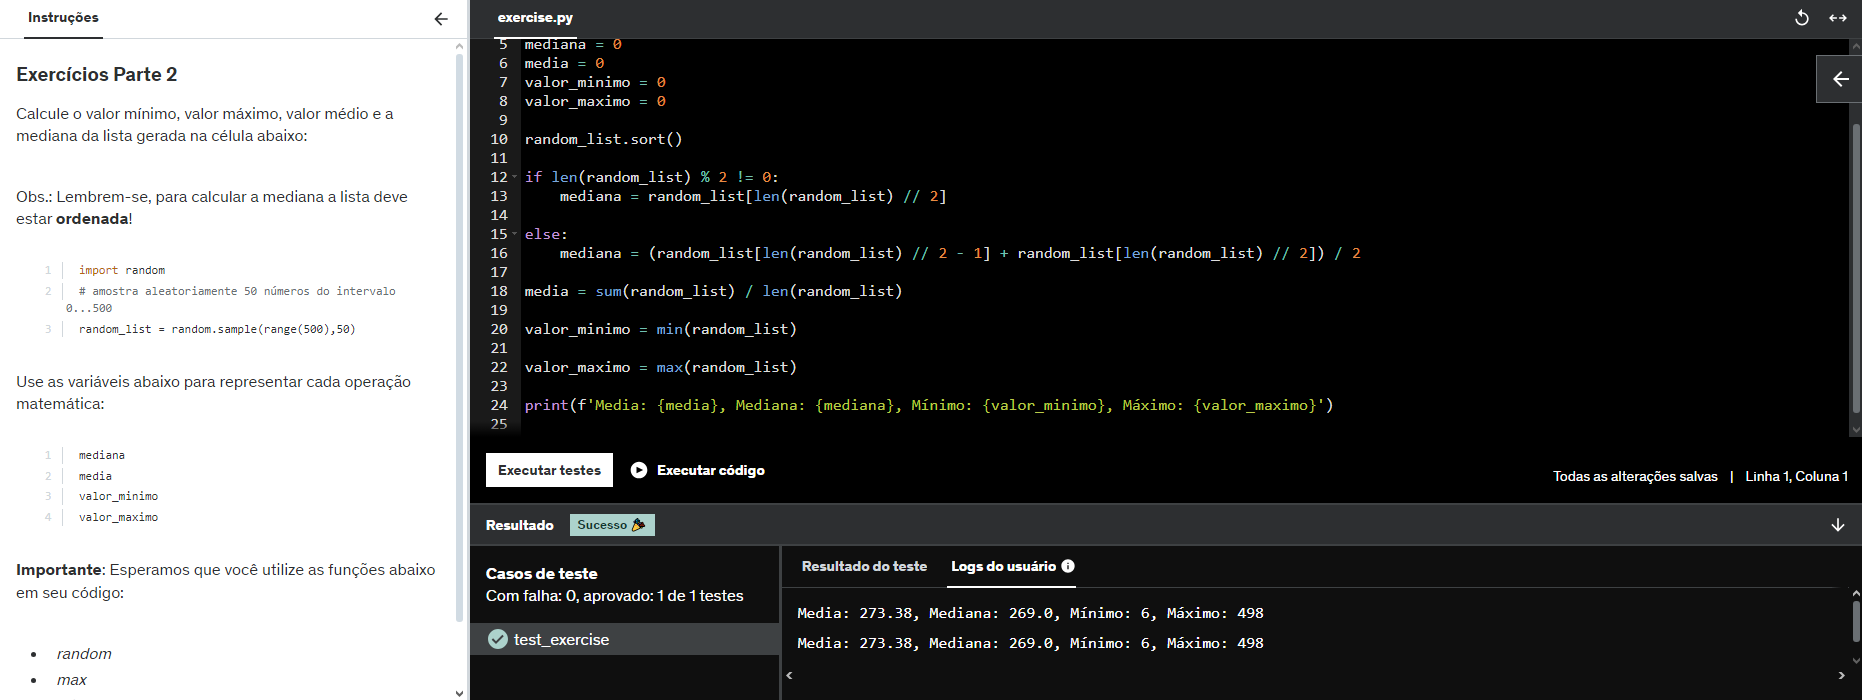 Instruções
Exercícios Parte 2
Calcule o valor mínimo, valor máximo, valor médio e a
mediana da lista gerada na célula abaixo:
Obs.: Lembrem-se, para calcular a mediana a lista deve
estar ordenada!
1 import random
2 # amostra aleatoriamente 50 números do intervalo
0...500
3 random_list = random.sample(range(500),50)
Use as variáveis abaixo para representar cada operação
matemática:
1 mediana
2 media
3 valor_minimo
4 valor_maximo
Importante: Esperamos que você utilize as funções abaixo
em seu código:
• random
• max
exercise.py
5 mediana = 0
6 media = 0
7 valor_minimo = 0
8 valor_maximo = 0
9
10 random_list.sort()
11
12 if len(random_list) % 2 != 0:
13 mediana = random_list[len(random_list) // 2]
14
15 else:
16 mediana = (random_list[len(random_list) // 2 - 1] + random_list[len(random_list) // 2]) / 2
17
18 media = sum(random_list) / len(random_list)
19
20 valor_minimo = min(random_list)
21
22 valor_maximo = max(random_list)
23
24 print(f'Media: {media}, Mediana: {mediana}, Mínimo: {valor_minimo}, Máximo: {valor_maximo}')
25
Executar testes Executar código
Todas as alterações salvas | Linha 1, Coluna 1
Resultado Sucesso
Casos de teste
Com falha: 0, aprovado: 1 de 1 testes
test_exercise
Resultado do teste Logs do usuário
Media: 273.38, Mediana: 269.0, Mínimo: 6, Máximo: 498
Media: 273.38, Mediana: 269.0, Mínimo: 6, Máximo: 498